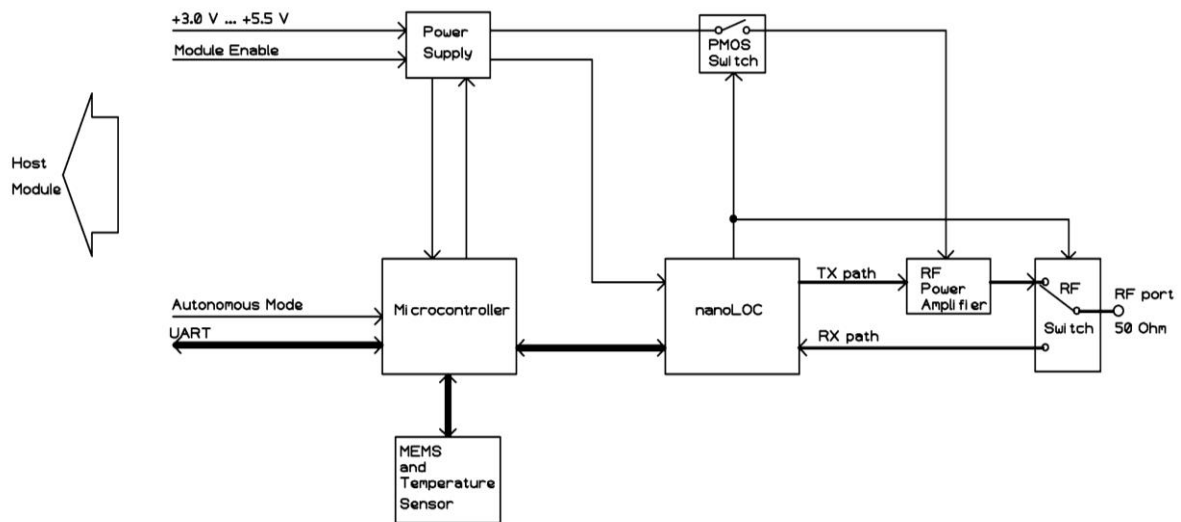 +3.0 V ... +5.5 V
Module Enable
Power
Supply
PMOS
Switch
Host
Module
Autonomous Mode
UART
Microcontroller
nanoLOC
TX path
RX path
RF
Power
Amplifier
RF
Switch
RF port
50 Ohm
MEMS
and
Temperature
Sensor